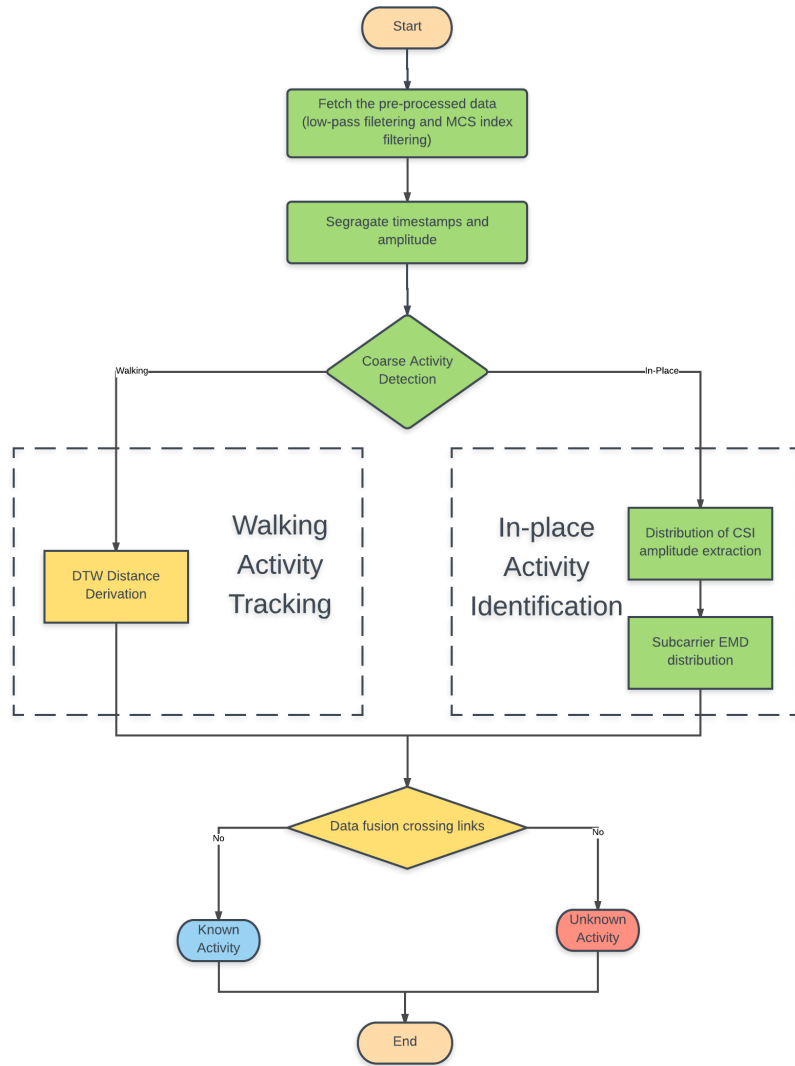 Start
Fetch the pre-processed data
(low-pass filetering and MCS index
filtering)
Segragate timestamps and
amplitude
Coarse Activity
Detection
Walking
In-Place
Walking
Activity
Tracking
DTW Distance
Derivation
In-place
Activity
Identification
Distribution of CSI
amplitude extraction
Subcarrier EMD
distribution
Data fusion crossing links
No
No
Known
Activity
Unknown
Activity
End